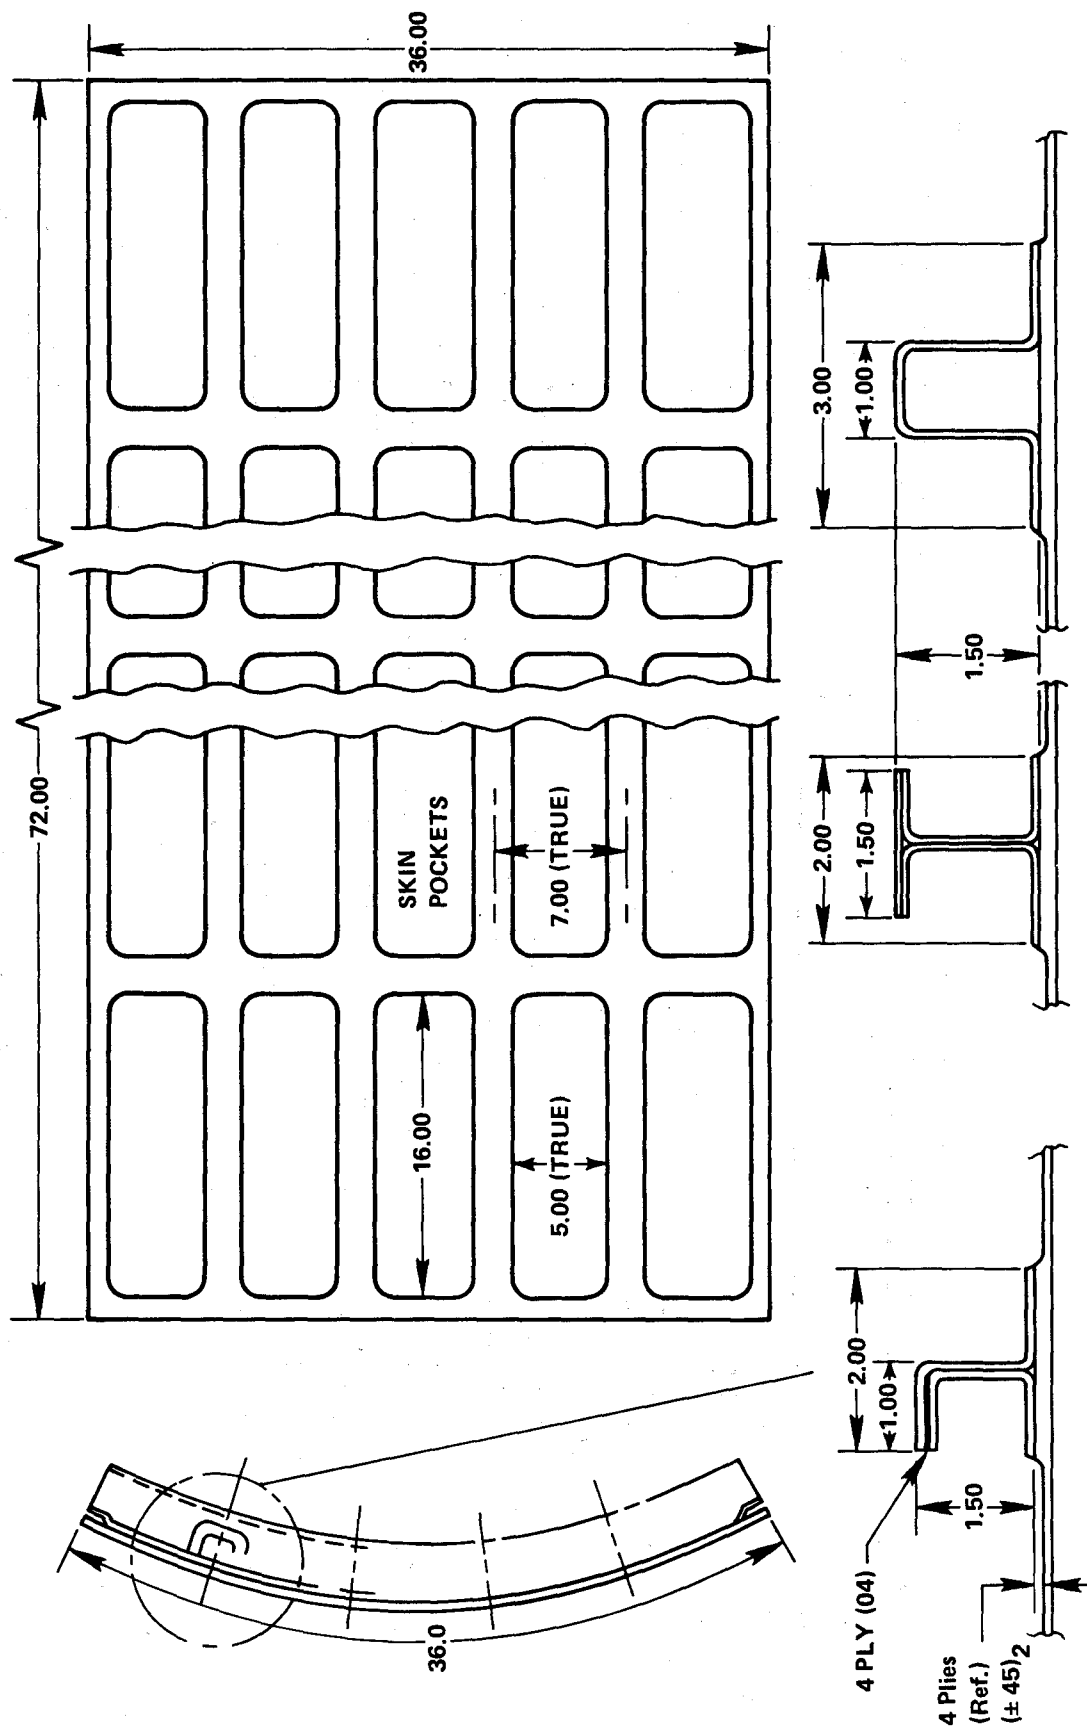 72.00
36.00
SKIN
POCKETS
7.00 (TRUE)
16.00
5.00 (TRUE)
36.0
2.00
1.00
1.50
4 PLY (04)
4 Plies
(Ref.)
(± 45)2
2.00
1.50
1.50
3.00
1.00